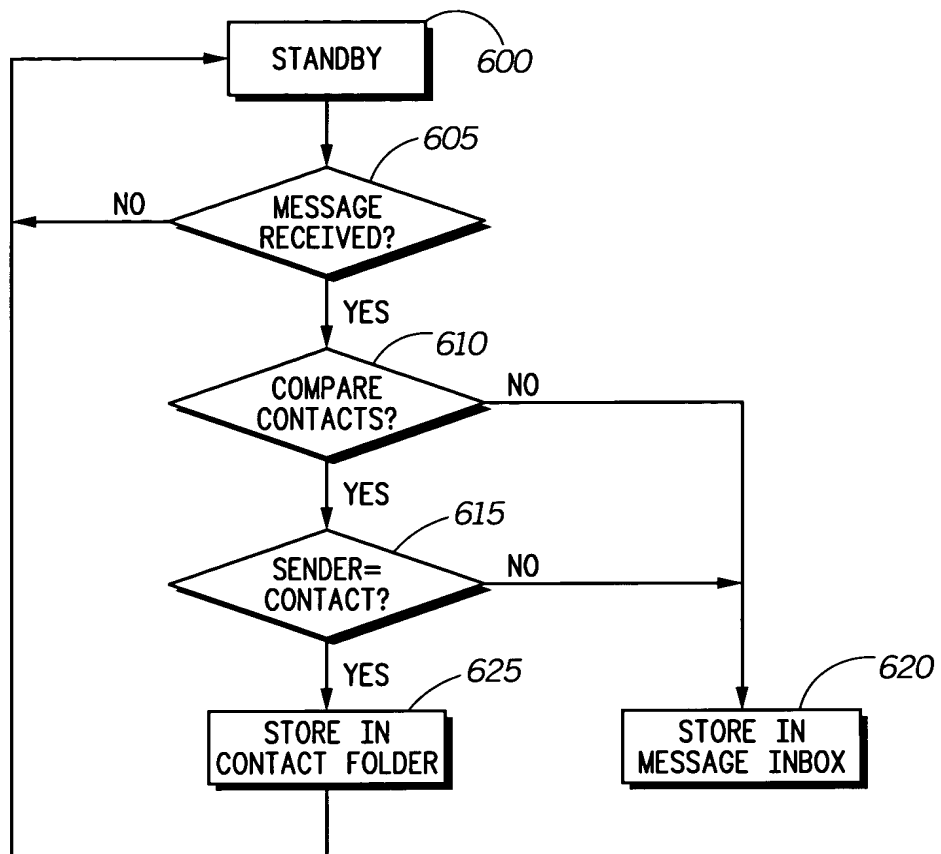 STANDBY
600
605
NO
MESSAGE
RECEIVED?
YES
610
COMPARE
CONTACTS?
NO
YES
615
SENDER=
CONTACT?
NO
YES
625
620
STORE IN
CONTACT FOLDER
STORE IN
MESSAGE INBOX